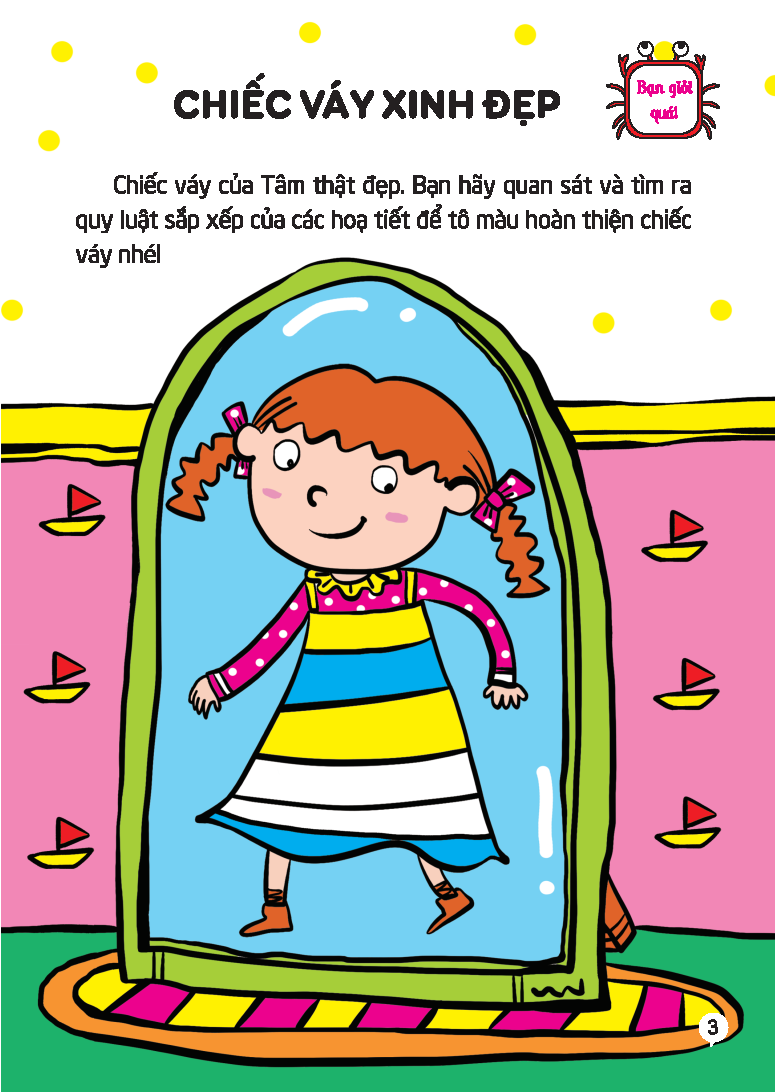 CHIẾC VÁY XINH ĐẸP
Bạn giỏi
quá!
Chiếc váy của Tâm thật đẹp. Bạn hãy quan sát và tìm ra
quy luật sắp xếp của các hoạ tiết để tô màu hoàn thiện chiếc
váy nhé!
3